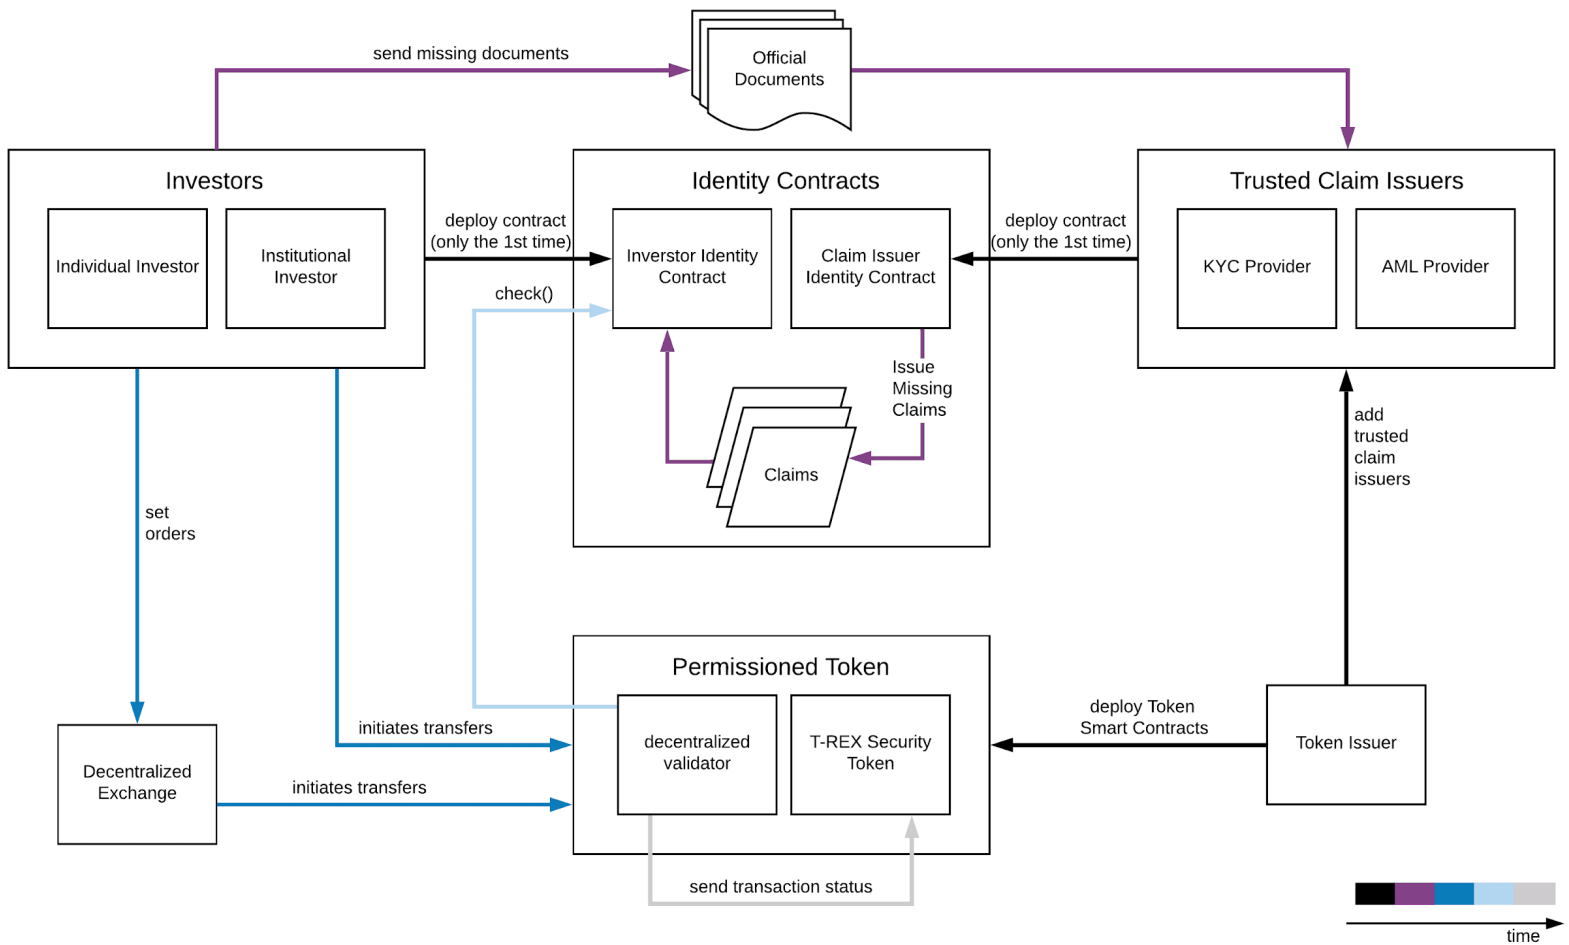 send missing documents
Official
Documents
Investors
Individual Investor
Institutional
Investor
deploy contract
(only the 1st time)
Identity Contracts
Inverstor Identity
Contract
Claim Issuer
Identity Contract
deploy contract
(only the 1st time)
Trusted Claim Issuers
KYC Provider
AML Provider
check()
Issue
Missing
Claims
Claims
add
trusted
claim
issuers
set
orders
Permissioned Token
decentralized
validator
T-REX Security
Token
initiates transfers
initiates transfers
Decentralized
Exchange
deploy Token
Smart Contracts
Token Issuer
send transaction status
time